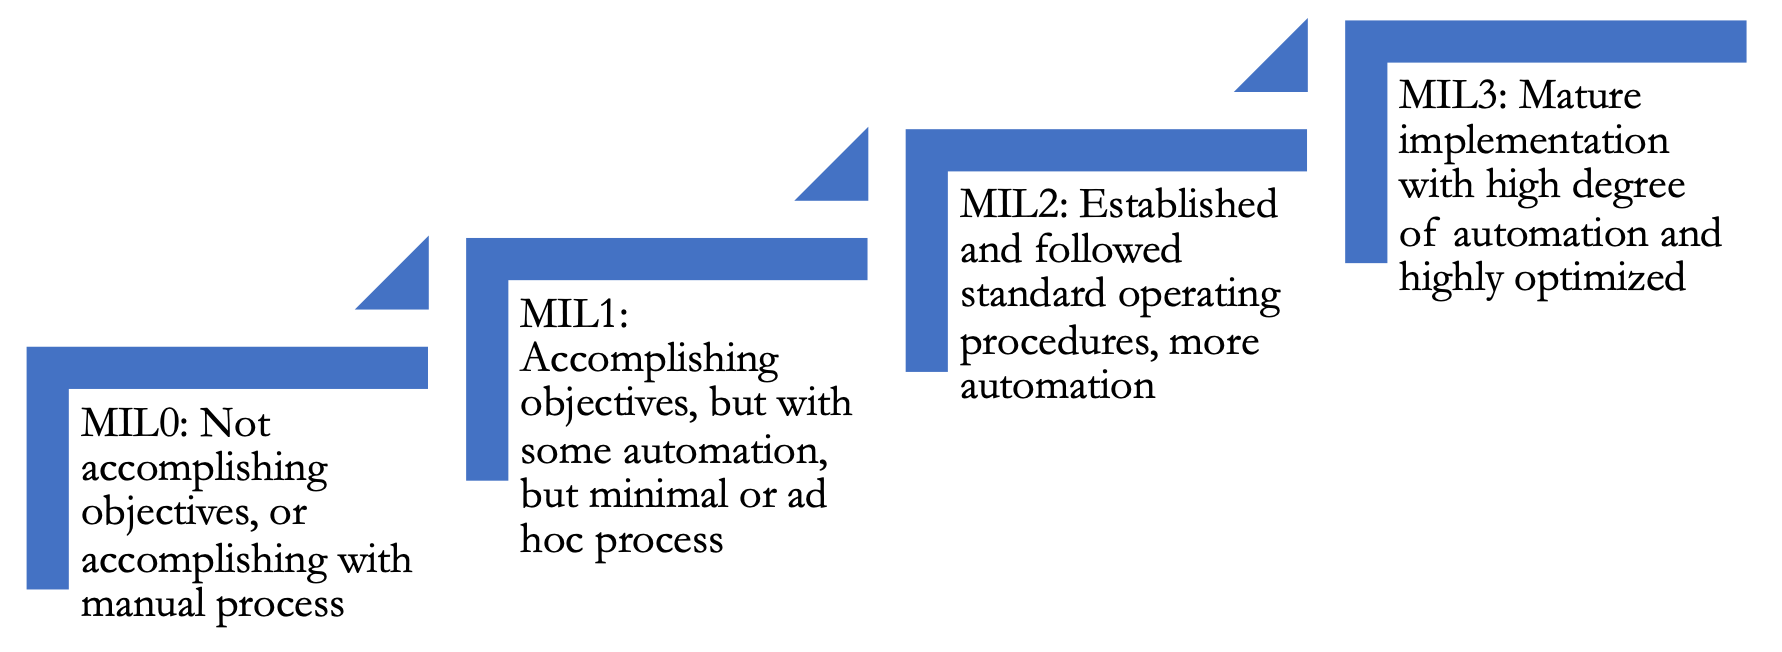 MIL0: Not
accomplishing
objectives, or
accomplishing with
manual process
MIL1:
Accomplishing
objectives, but with
some automation,
but minimal or ad
hoc process
MIL2: Established
and followed
standard operating
procedures, more
automation
MIL3: Mature
implementation
with high degree
of automation and
highly optimized